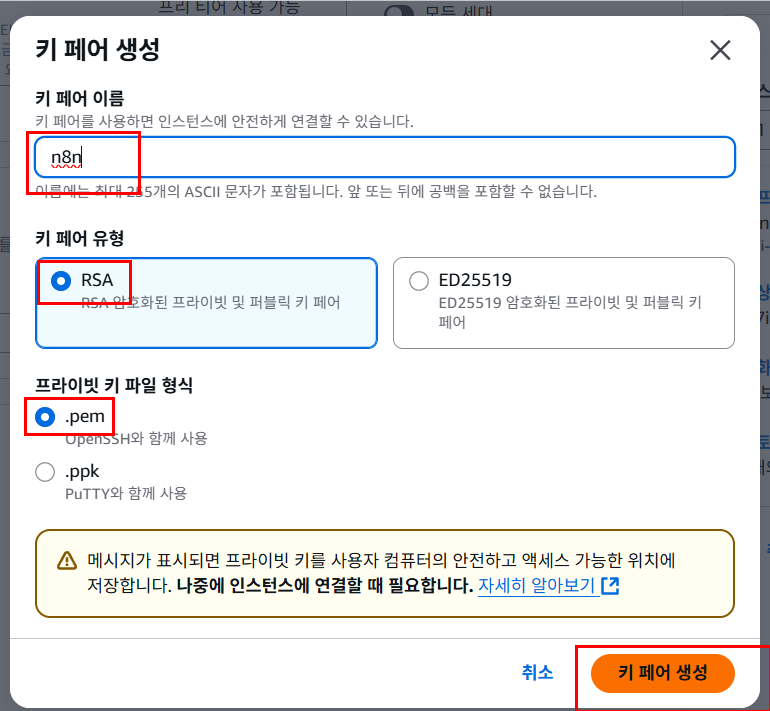 프리 티어 사용 가능
모든 세대
키 페어 생성
키 페어 이름
키 페어를 사용하면 인스턴스에 안전하게 연결할 수 있습니다.
n8n
이름에는 최대 255개의 ASCII 문자가 포함됩니다. 앞 또는 뒤에 공백을 포함할 수 없습니다.
키 페어 유형
RSA
RSA 암호화된 프라이빗 및 퍼블릭 키 페어
ED25519
ED25519 암호화된 프라이빗 및 퍼블릭 키
페어
프라이빗 키 파일 형식
.pem
OpenSSH와 함께 사용
.ppk
PuTTY와 함께 사용
메시지가 표시되면 프라이빗 키를 사용자 컴퓨터의 안전하고 액세스 가능한 위치에
저장합니다. 나중에 인스턴스에 연결할 때 필요합니다. 자세히 알아보기
취소
키 페어 생성